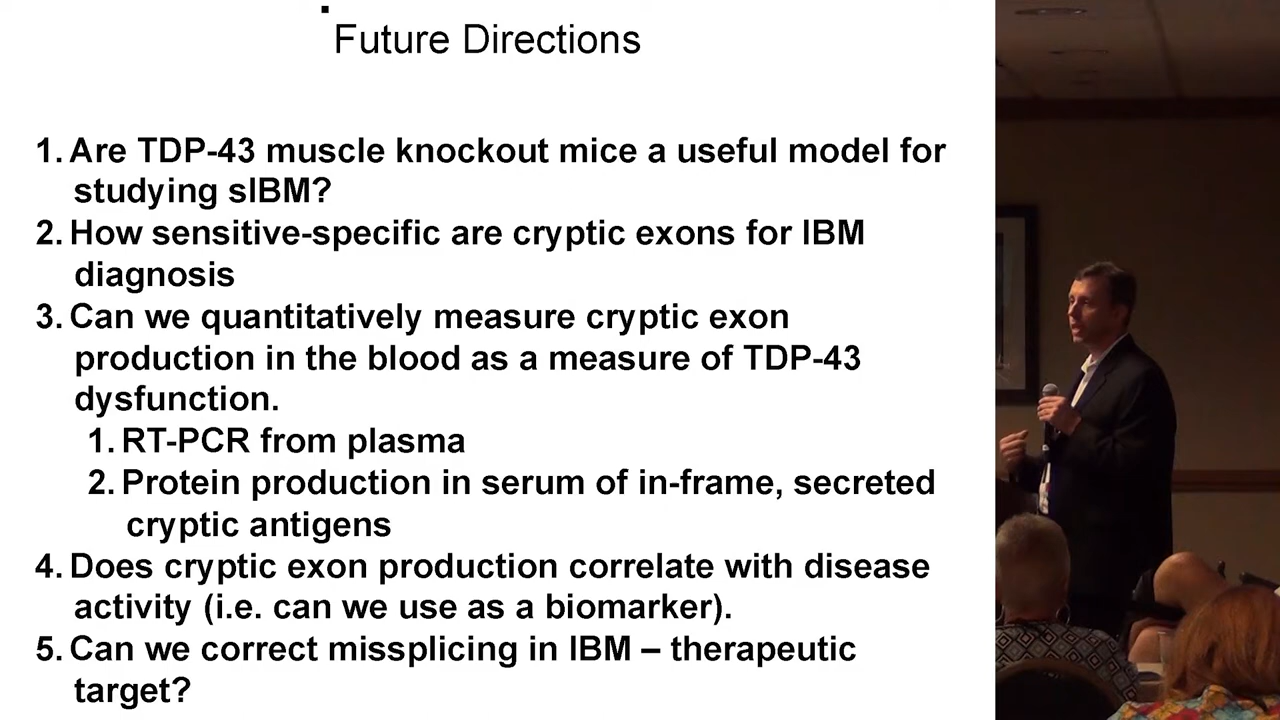 Future Directions
1. Are TDP-43 muscle knockout mice a useful model for
studying sIBM?
2. How sensitive-specific are cryptic exons for IBM
diagnosis
3. Can we quantitatively measure cryptic exon
production in the blood as a measure of TDP-43
dysfunction.
1. RT-PCR from plasma
2. Protein production in serum of in-frame, secreted
cryptic antigens
4. Does cryptic exon production correlate with disease
activity (i.e. can we use as a biomarker).
5. Can we correct missplicing in IBM – therapeutic
target?